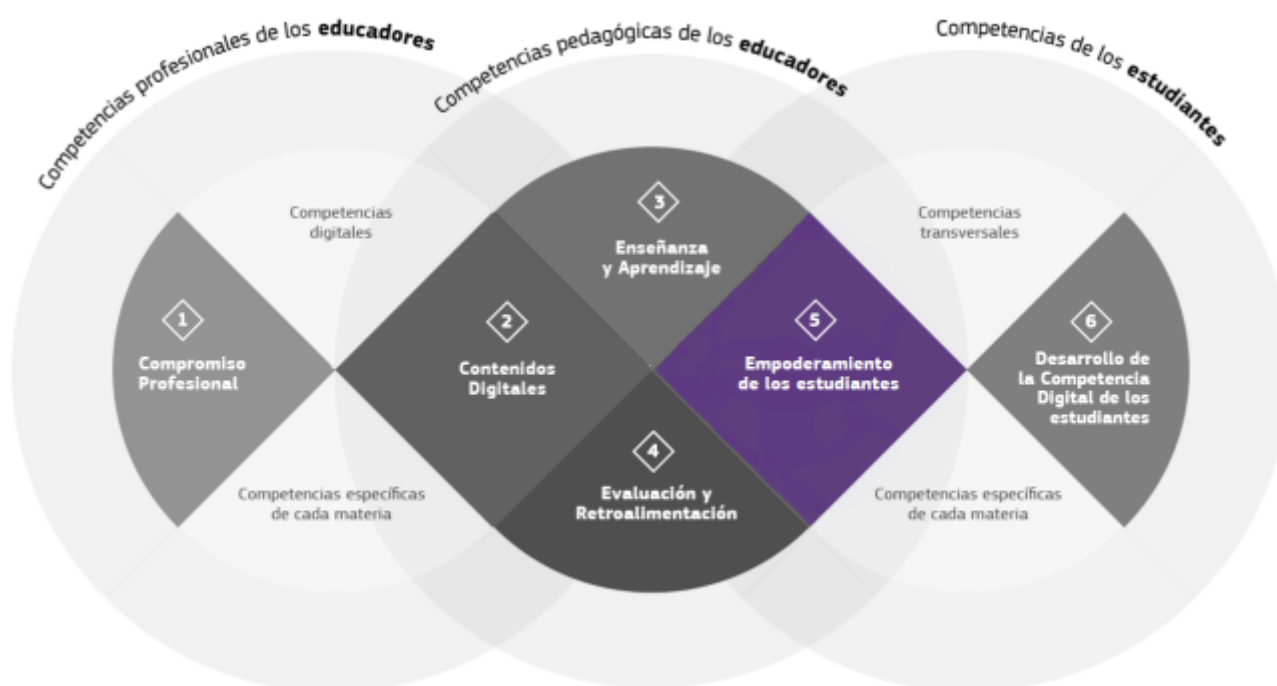 Competencias profesionales de los educadores
Competencias pedagógicas de los educadores
Competencias de los estudiantes
Competencias
digitales
Competencias
transversales
3
Enseñanza
y Aprendizaje
1
Compromiso
Profesional
2
Contenidos
Digitales
5
Empoderamiento
de los estudiantes
6
Desarrollo de
la Competencia
Digital de los
estudiantes
4
Evaluación y
Retroalimentación
Competencias específicas
de cada materia
Competencias específicas
de cada materia